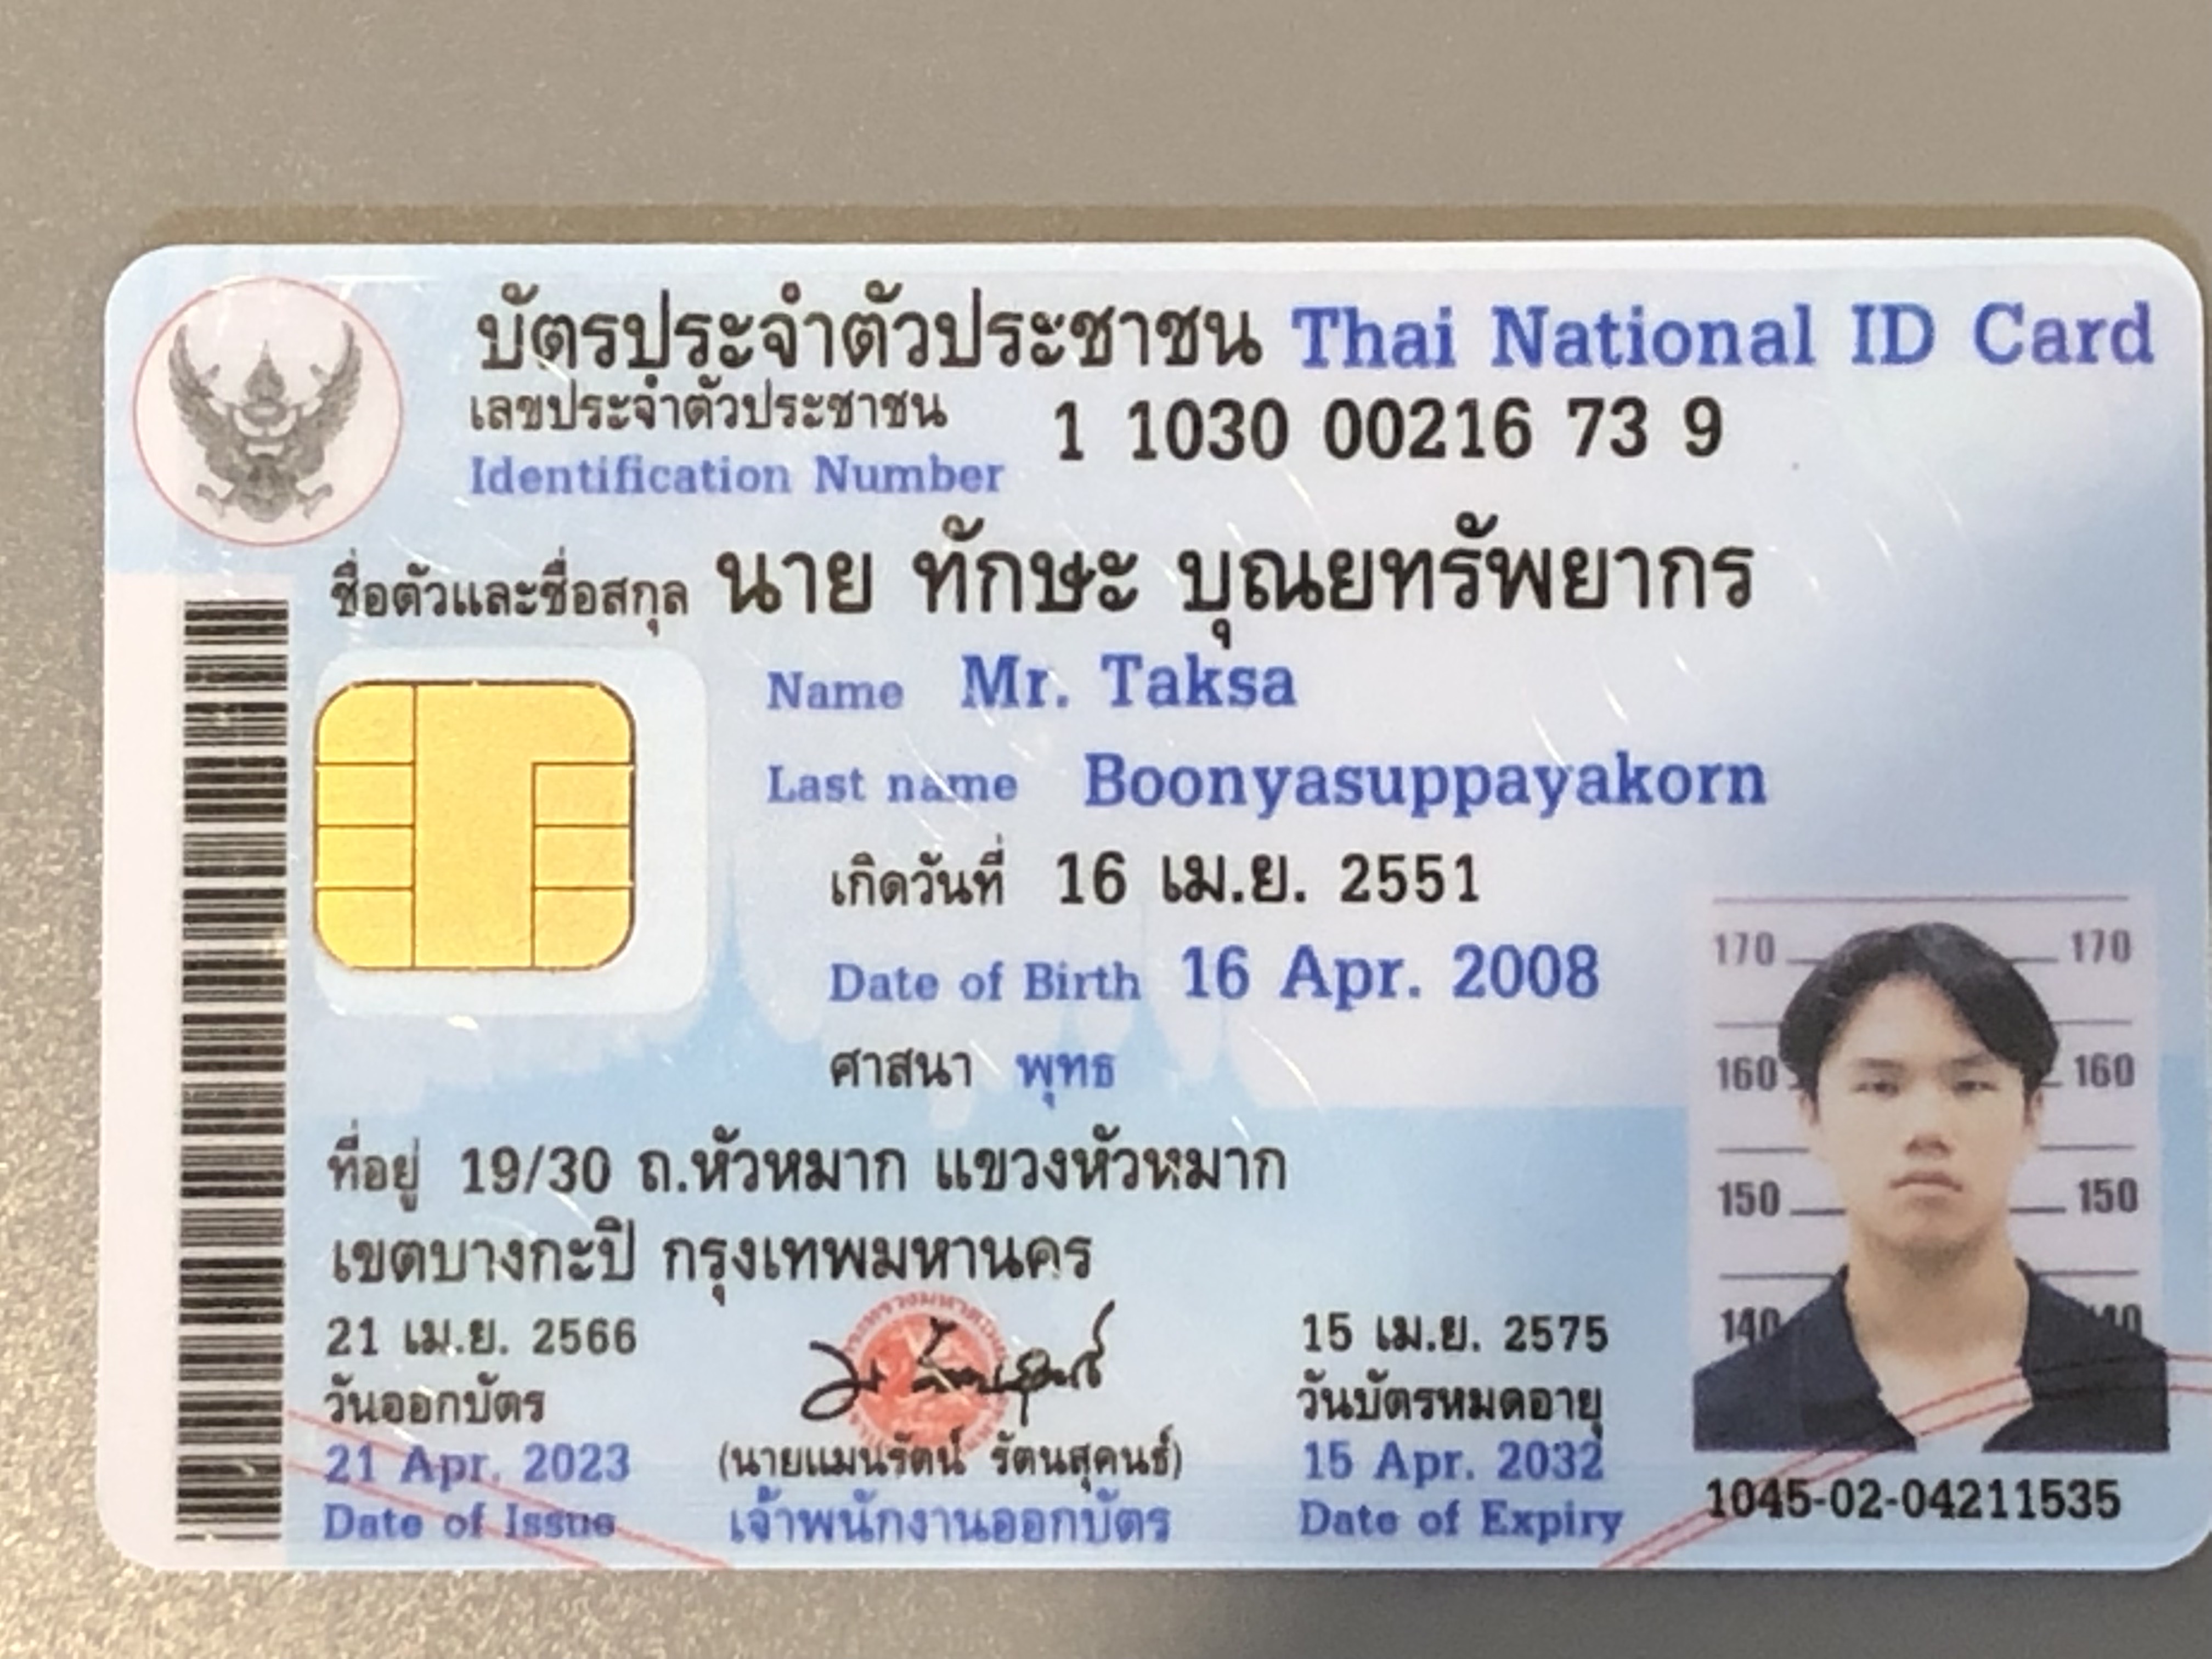 บัตรประจำตัวประชาชน Thai National ID Card
เลขประจำตัวประชาชน 1 1030 00216 73 9
Identification Number
ชื่อตัวและชื่อสกุล นาย ทักษะ บุณยทรัพยากร
Name Mr. Taksa
Last name Boonyasuppayakorn
เกิดวันที่ 16 เม.ย. 2551
Date of Birth 16 Apr. 2008
ศาสนา พุทธ
ที่อยู่ 19/30 ถ.หัวหมาก แขวงหัวหมาก
เขตบางกะปิ กรุงเทพมหานคร
21 เม.ย. 2566
วันออกบัตร
21 Apr. 2023
Date of Issue
(นายแมนรัตน์ รัตนสุคนธ์)
เจ้าพนักงานออกบัตร
15 เม.ย. 2575
วันบัตรหมดอายุ
15 Apr. 2032
Date of Expiry
170 170
160 160
150 150
140
1045-02-04211535